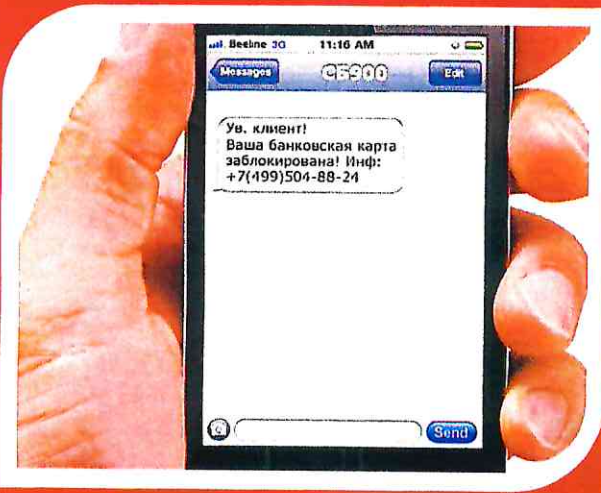 Beeline 3G 11:16 AM
Messages СБ900 Edit
Ув. клиент!
Ваша банковская карта
заблокирована! Инф:
+7(499)504-88-24
Send